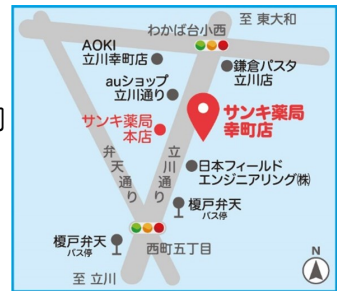 至 東大和
わかば台小西
AOKI
立川幸町店
鎌倉パスタ
立川店
auショップ
立川通り
サンキ薬局
幸町店
サンキ薬局
本店
弁天通り
立川通り
日本フィールド
エンジニアリング㈱
榎戸弁天
バス停
榎戸弁天
バス停
西町五丁目
至 立川
N